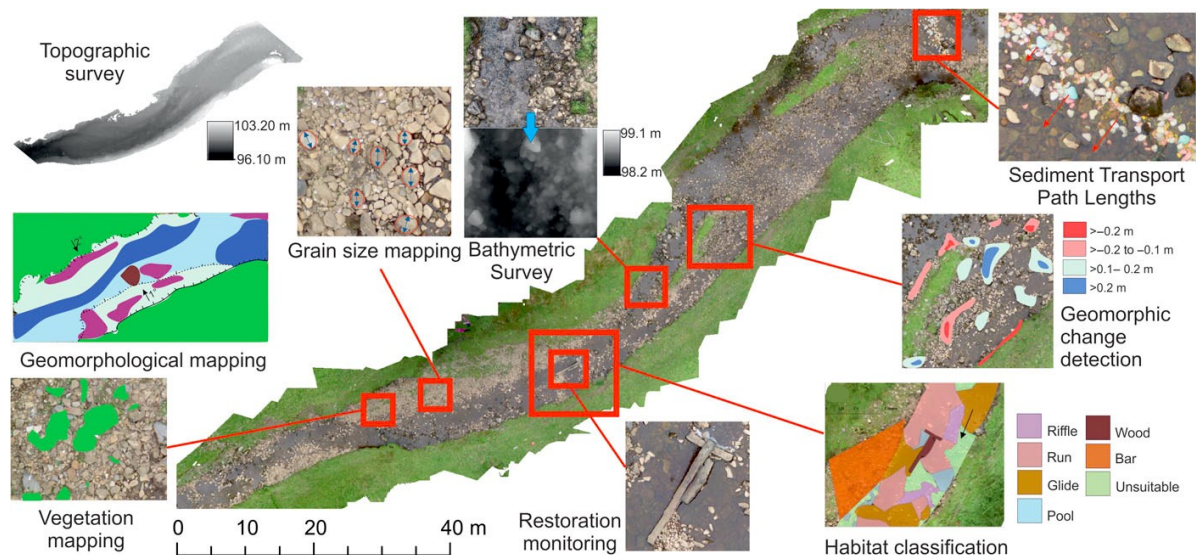 Topographic
survey
103.20 m
96.10 m
Grain size mapping
99.1 m
98.2 m
Bathymetric
Survey
Sediment Transport
Path Lengths
>–0.2 m
>–0.2 to –0.1 m
>0.1– 0.2 m
>0.2 m
Geomorphic
change
detection
Geomorphological mapping
Vegetation
mapping
0 10 20 40 m
Restoration
monitoring
Riffle
Run
Glide
Pool
Wood
Bar
Unsuitable
Habitat classification